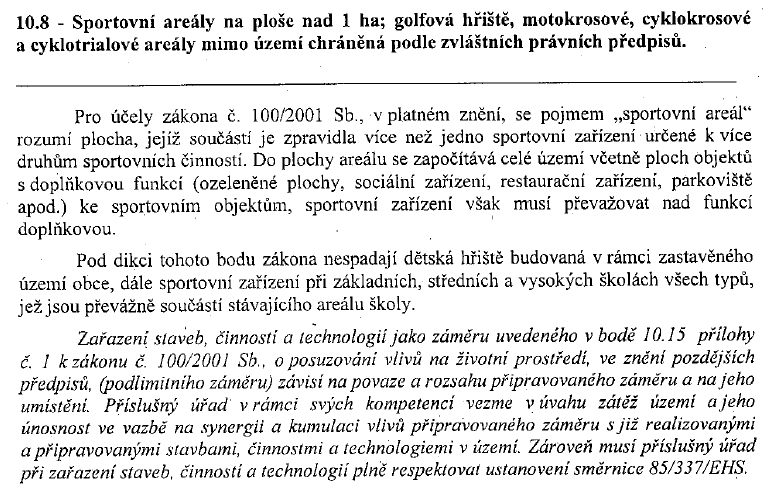 10.8 - Sportovní areály na ploše nad 1 ha; golfová hřiště, motokrosové, cyklokrosové
a cyklotrialové areály mimo území chráněná podle zvláštních právních předpisů.
Pro účely zákona č. 100/2001 Sb., v platném znění, se pojmem „sportovní areál“
rozumí plocha, jejíž součástí je zpravidla více než jedno sportovní zařízení určené k více
druhům sportovních činností. Do plochy areálu se započítává celé území včetně ploch objektů
s doplňkovou funkcí (ozeleněné plochy, sociální zařízení, restaurační zařízení, parkoviště
apod.) ke sportovním objektům, sportovní zařízení však musí převažovat nad funkcí
doplňkovou.
Pod dikci tohoto bodu zákona nespadají dětská hřiště budovaná v rámci zastavěného
území obce, dále sportovní zařízení při základních, středních a vysokých školách všech typů,
jež jsou převážně součástí stávajícího areálu školy.
Zařazení staveb, činností a technologií jako záměru uvedeného v bodě 10.15 přílohy
č. 1 k zákonu č. 100/2001 Sb., o posuzování vlivů na životní prostředí, ve znění pozdějších
předpisů, (podlimitního záměru) závisí na povaze a rozsahu připravovaného záměru a na jeho
umístění. Příslušný úřad v rámci svých kompetencí vezme v úvahu zátěž území a jeho
únosnost ve vazbě na synergii a kumulaci vlivů připravovaného záměru s již realizovanými
a připravovanými stavbami, činnostmi a technologiemi v území. Zároveň musí příslušný úřad
při zařazení staveb, činností a technologií plně respektovat ustanovení směrnice 85/337/EHS.